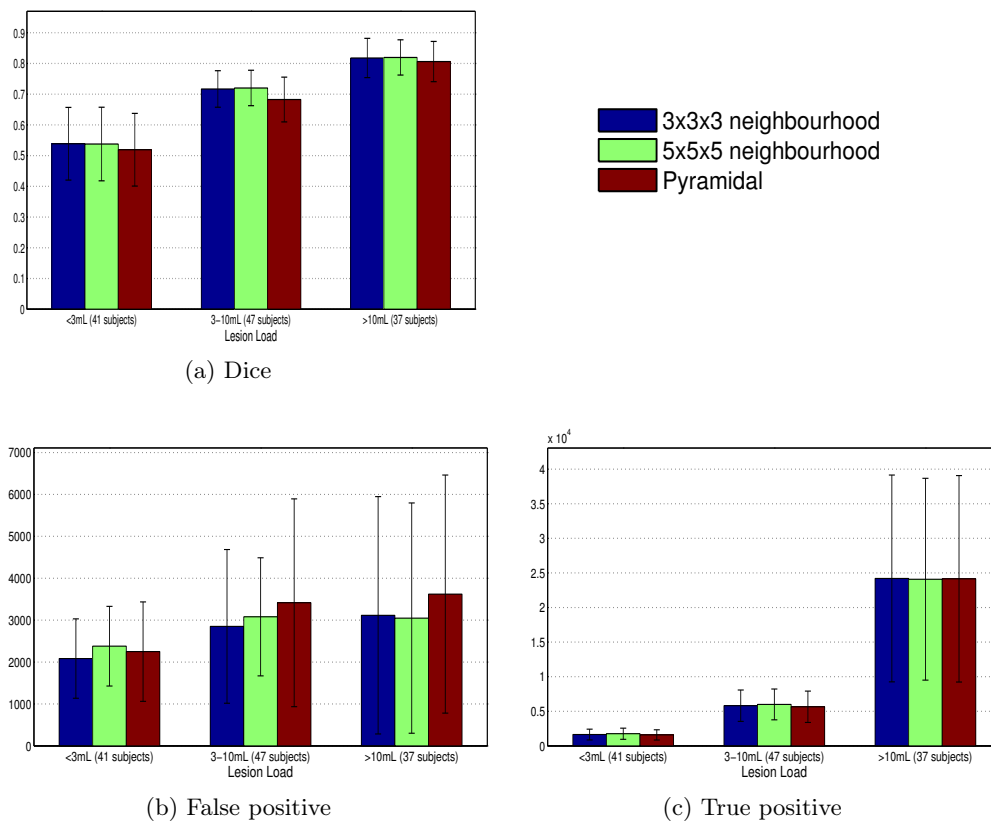 0.9
0.8
0.7
0.6
0.5
0.4
0.3
0.2
0.1
0
<3mL (41 subjects) 3−10mL (47 subjects) >10mL (37 subjects)
Lesion Load
(a) Dice
3x3x3 neighbourhood
5x5x5 neighbourhood
Pyramidal
7000
6000
5000
4000
3000
2000
1000
0
<3mL (41 subjects) 3−10mL (47 subjects) >10mL (37 subjects)
Lesion Load
(b) False positive
x 10^4
4
3.5
3
2.5
2
1.5
1
0.5
0
<3mL (41 subjects) 3−10mL (47 subjects) >10mL (37 subjects)
Lesion Load
(c) True positive